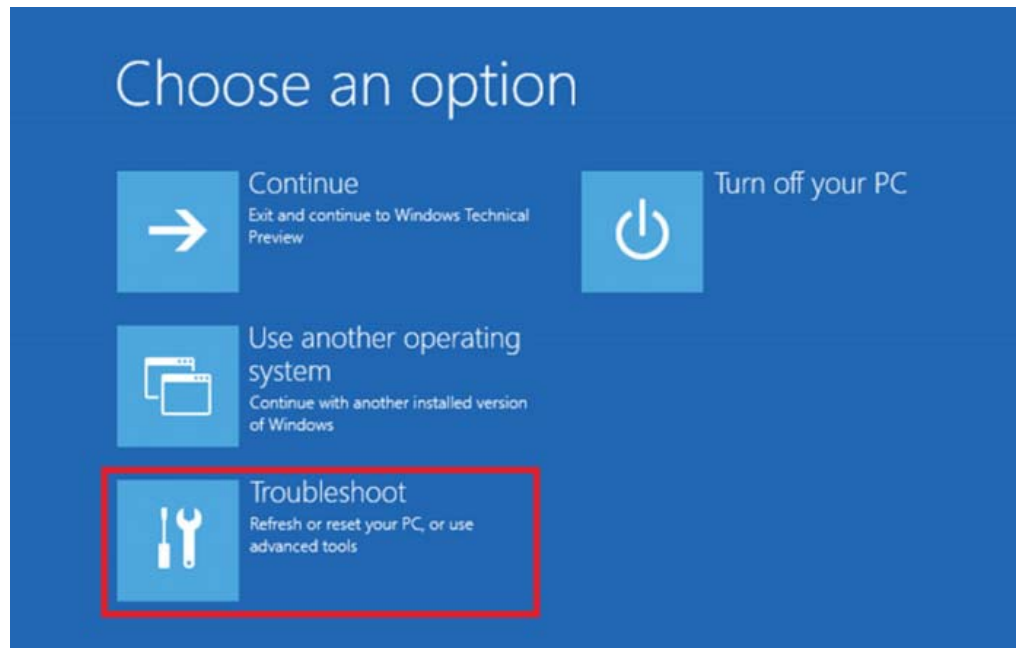 Choose an option
Continue
Exit and continue to Windows Technical
Preview
Turn off your PC
Use another operating
system
Continue with another installed version
of Windows
Troubleshoot
Refresh or reset your PC, or use
advanced tools